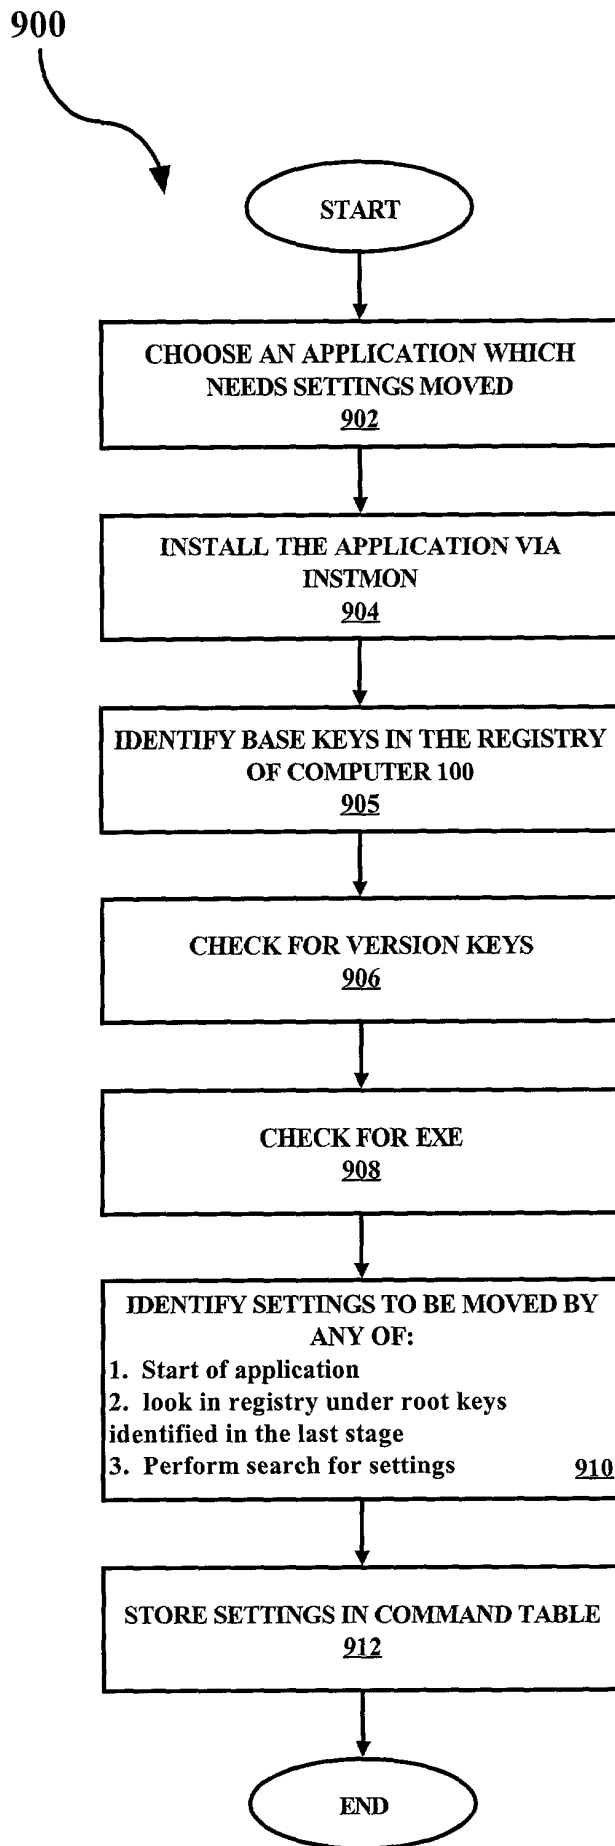 900
START
CHOOSE AN APPLICATION WHICH
NEEDS SETTINGS MOVED
902
INSTALL THE APPLICATION VIA
INSTMON
904
IDENTIFY BASE KEYS IN THE REGISTRY
OF COMPUTER 100
905
CHECK FOR VERSION KEYS
906
CHECK FOR EXE
908
IDENTIFY SETTINGS TO BE MOVED BY
ANY OF:
1. Start of application
2. look in registry under root keys
identified in the last stage
3. Perform search for settings 910
STORE SETTINGS IN COMMAND TABLE
912
END